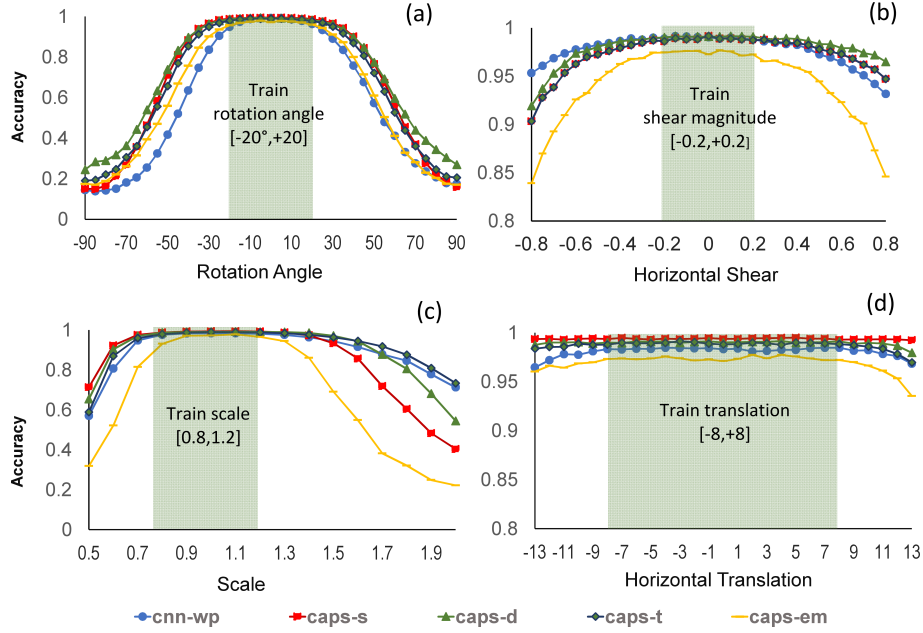 (a)
Accuracy
1
0.8
0.6
0.4
0.2
0
Train
rotation angle
[-20°,+20]
-90 -70 -50 -30 -10 10 30 50 70 90
Rotation Angle
(b)
1
0.95
0.9
0.85
0.8
Train
shear magnitude
[-0.2,+0.2]
-0.8 -0.6 -0.4 -0.2 0 0.2 0.4 0.6 0.8
Horizontal Shear
(c)
Accuracy
1
0.8
0.6
0.4
0.2
0
Train scale
[0.8,1.2]
0.5 0.7 0.9 1.1 1.3 1.5 1.7 1.9
Scale
(d)
1
0.95
0.9
0.85
0.8
Train translation
[-8,+8]
-13 -11 -9 -7 -5 -3 -1 1 3 5 7 9 11 13
Horizontal Translation
cnn-wp caps-s caps-d caps-t caps-em